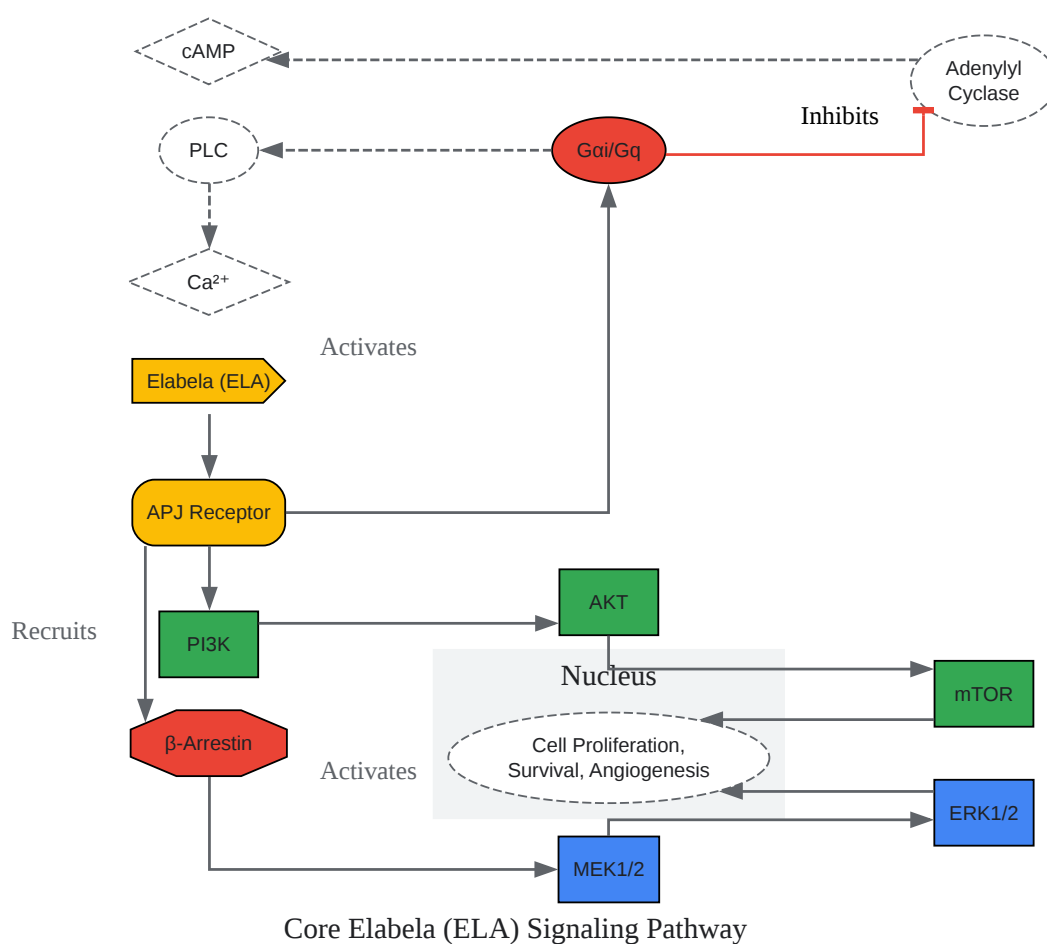 cAMP
Adenylyl
Cyclase
Inhibits
PLC
Gαi/Gq
Ca²⁺
Activates
Elabela (ELA)
APJ Receptor
AKT
Recruits
PI3K
Nucleus
mTOR
β-Arrestin
Cell Proliferation,
Survival, Angiogenesis
Activates
ERK1/2
MEK1/2
Core Elabela (ELA) Signaling Pathway